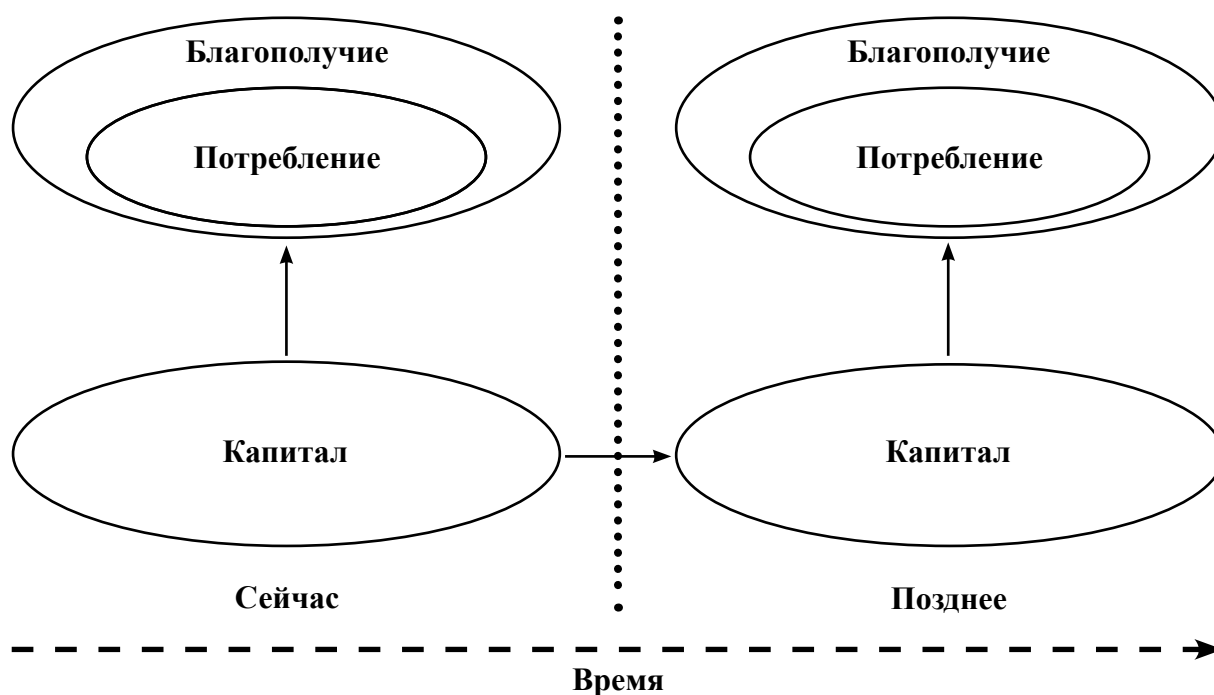 Благополучие
Благополучие
Потребление
Потребление
Капитал
Капитал
Сейчас
Позднее
Время